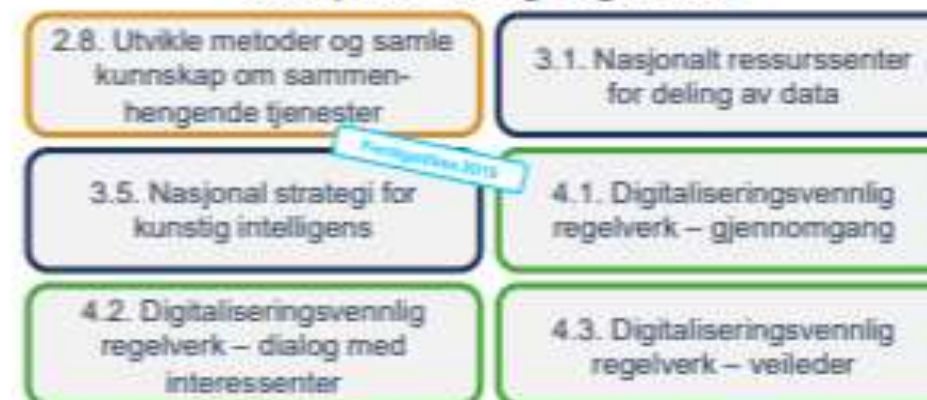 2.8. Utvikle metoder og samle
kunnskap om sammen-
hengende tjenester
3.1. Nasjonalt ressurssenter
for deling av data
3.5. Nasjonal strategi for
kunstig intelligens
4.1. Digitaliseringsvennlig
regelverk – gjennomgang
4.2. Digitaliseringsvennlig
regelverk – dialog med
interessenter
4.3. Digitaliseringsvennlig
regelverk – veileder